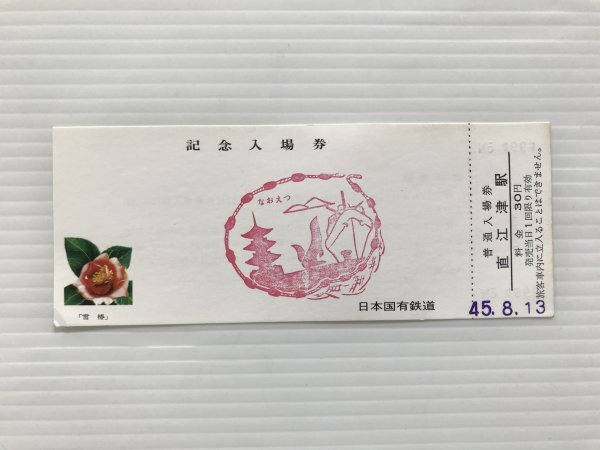 記念入場券
なおえつ
「雪椿」
日本国有鉄道
普通入場券
直江津駅
料金 30円
発売当日1回限り有効
旅客車内に立入ることはできません。
45.8.13